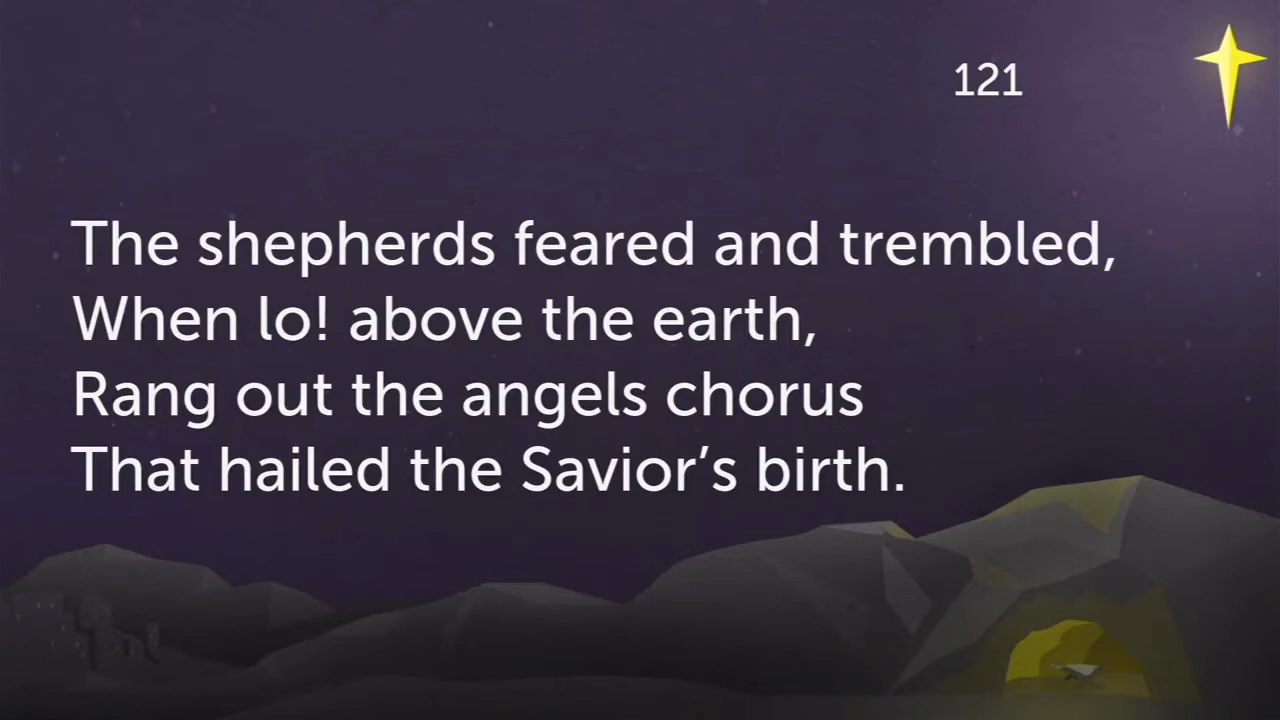 121
The shepherds feared and trembled,
When lo! above the earth,
Rang out the angels chorus
That hailed the Savior’s birth.